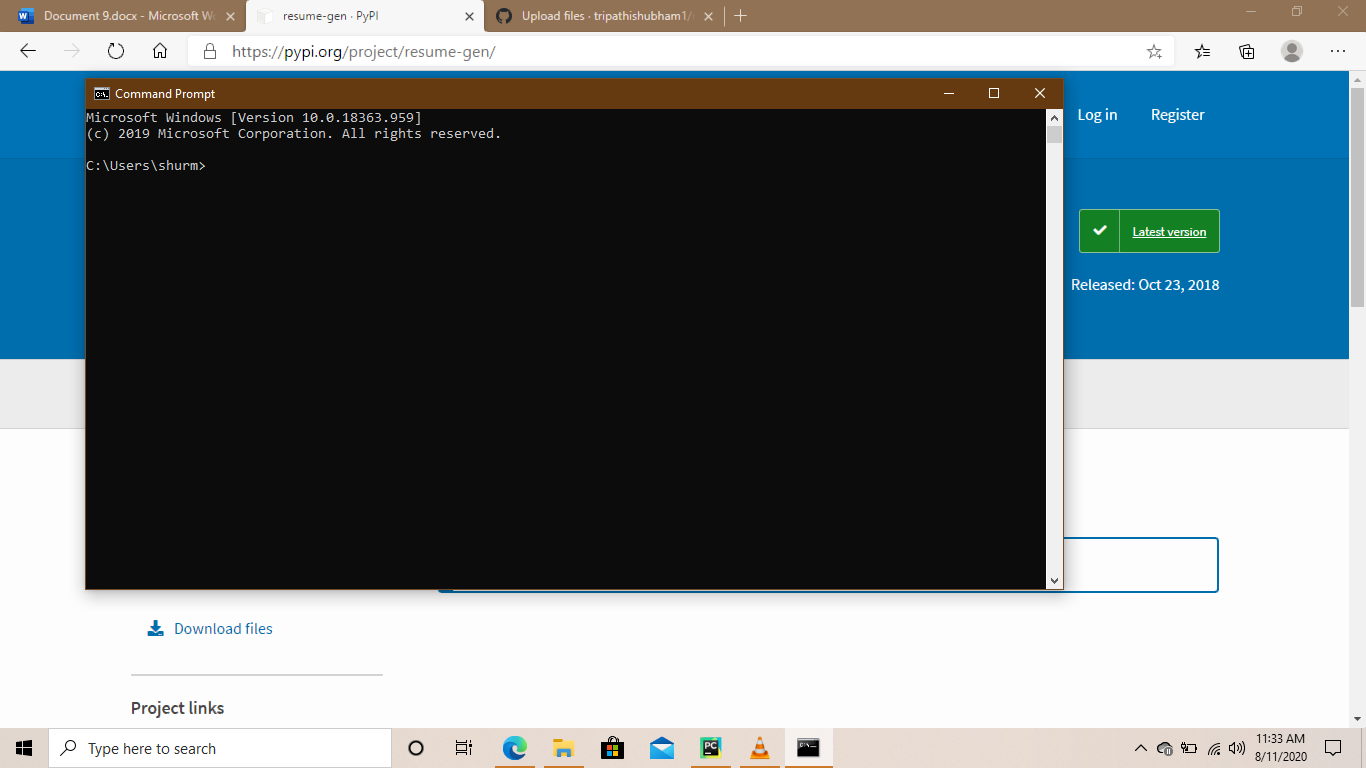 Document 9.docx - Microsoft Wo
resume-gen · PyPI
Upload files · tripathishubham1/
https://pypi.org/project/resume-gen/
Command Prompt
Microsoft Windows [Version 10.0.18363.959]
(c) 2019 Microsoft Corporation. All rights reserved.
C:\Users\shurm>
Log in
Register
Latest version
Released: Oct 23, 2018
Download files
Project links
Type here to search
11:33 AM
8/11/2020